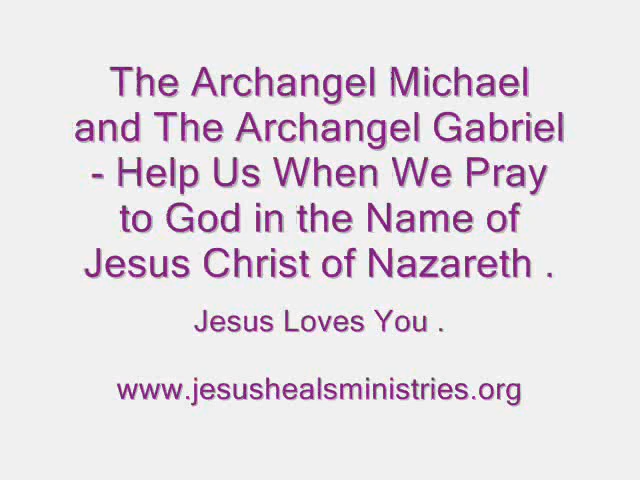 The Archangel Michael
and The Archangel Gabriel
- Help Us When We Pray
to God in the Name of
Jesus Christ of Nazareth .
Jesus Loves You .
www.jesushealsministries.org